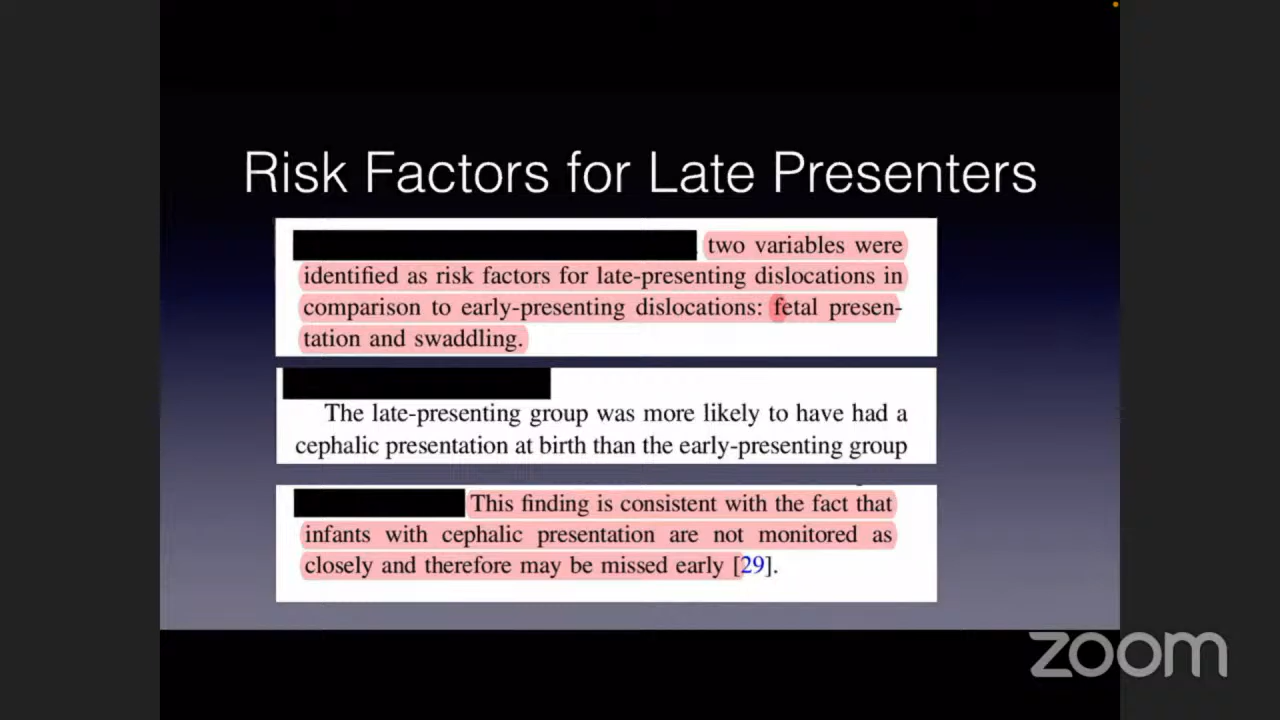 Risk Factors for Late Presenters
two variables were
identified as risk factors for late-presenting dislocations in
comparison to early-presenting dislocations: fetal presen-
tation and swaddling.
The late-presenting group was more likely to have had a
cephalic presentation at birth than the early-presenting group
This finding is consistent with the fact that
infants with cephalic presentation are not monitored as
closely and therefore may be missed early [29].
zoom